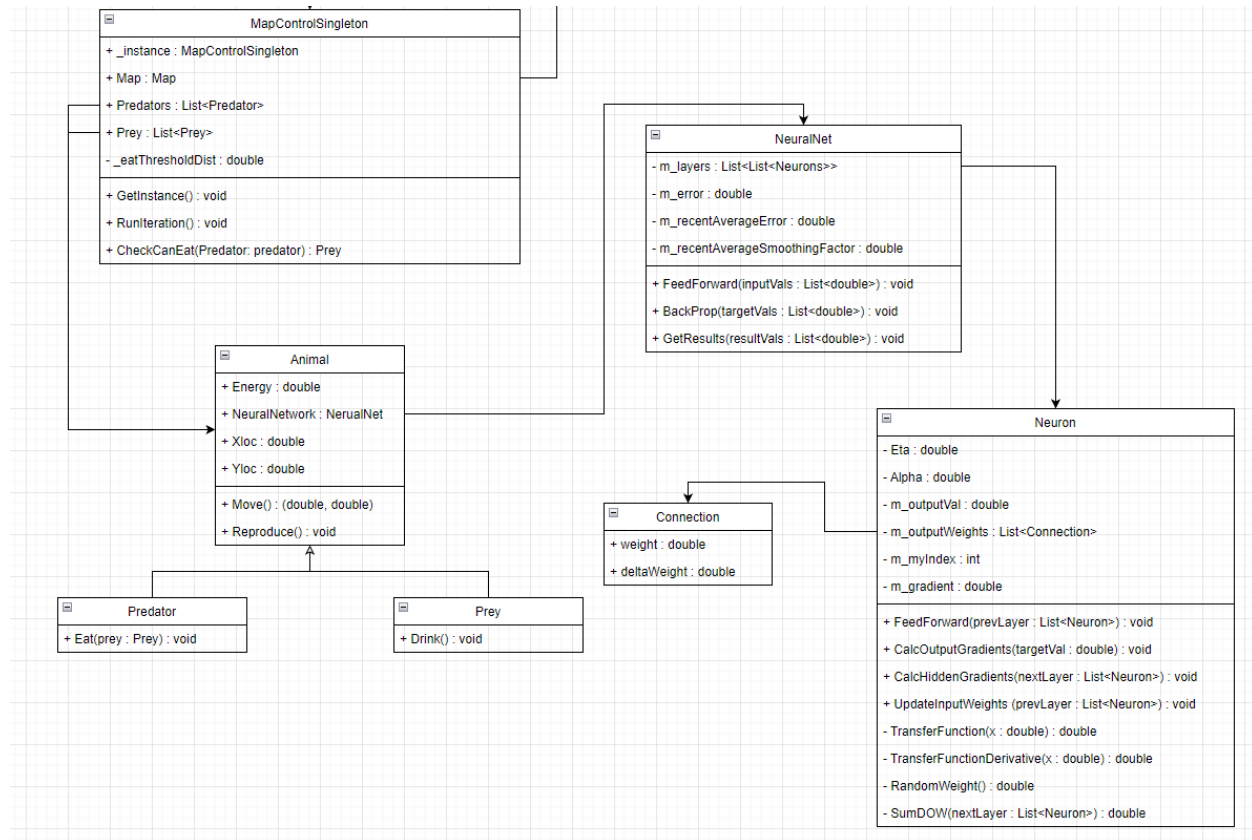 MapControlSingleton
+ _instance : MapControlSingleton
+ Map : Map
+ Predators : List<Predator>
+ Prey : List<Prey>
- _eatThresholdDist : double
+ GetInstance() : void
+ RunIteration() : void
+ CheckCanEat(Predator: predator) : Prey
NeuralNet
- m_layers : List<List<Neurons>>
- m_error : double
- m_recentAverageError : double
- m_recentAverageSmoothingFactor : double
+ FeedForward(inputVals : List<double>) : void
+ BackProp(targetVals : List<double>) : void
+ GetResults(resultVals : List<double>) : void
Animal
+ Energy : double
+ NeuralNetwork : NerualNet
+ Xloc : double
+ Yloc : double
+ Move() : (double, double)
+ Reproduce() : void
Predator
+ Eat(prey : Prey) : void
Prey
+ Drink() : void
Connection
+ weight : double
+ deltaWeight : double
Neuron
- Eta : double
- Alpha : double
- m_outputVal : double
- m_outputWeights : List<Connection>
- m_myIndex : int
- m_gradient : double
+ FeedForward(prevLayer : List<Neuron>) : void
+ CalcOutputGradients(targetVal : double) : void
+ CalcHiddenGradients(nextLayer : List<Neuron>) : void
+ UpdateInputWeights (prevLayer : List<Neuron>) : void
- TransferFunction(x : double) : double
- TransferFunctionDerivative(x : double) : double
- RandomWeight() : double
- SumDOW(nextLayer : List<Neuron>) : double